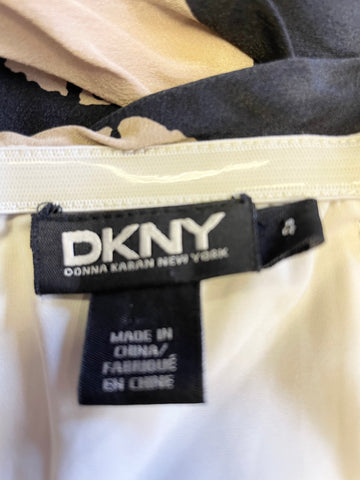 DKNY
DONNA KARAN NEW YORK
MADE IN
CHINA/
FABRIQUÉ
EN CHINE